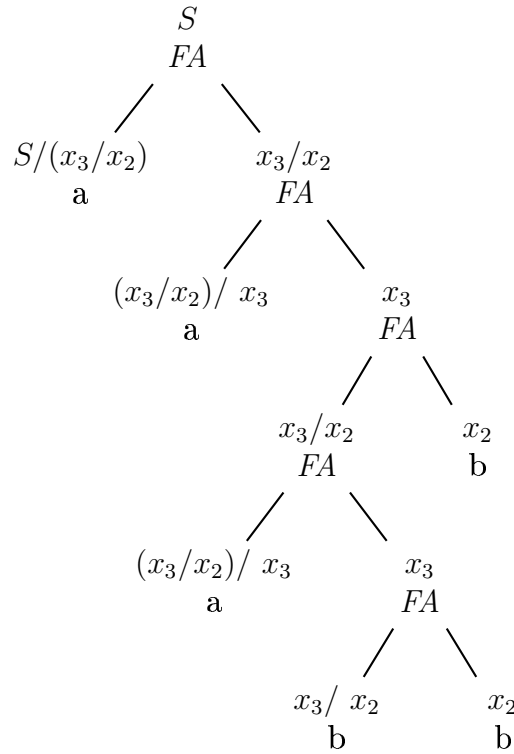 S
FA
S/(x₃/x₂)
x₃/x₂
a
FA
(x₃/x₂)/ x₃
x₃
a
FA
x₃/x₂
x₂
FA
b
(x₃/x₂)/ x₃
x₃
a
FA
x₃/ x₂
x₂
b
b